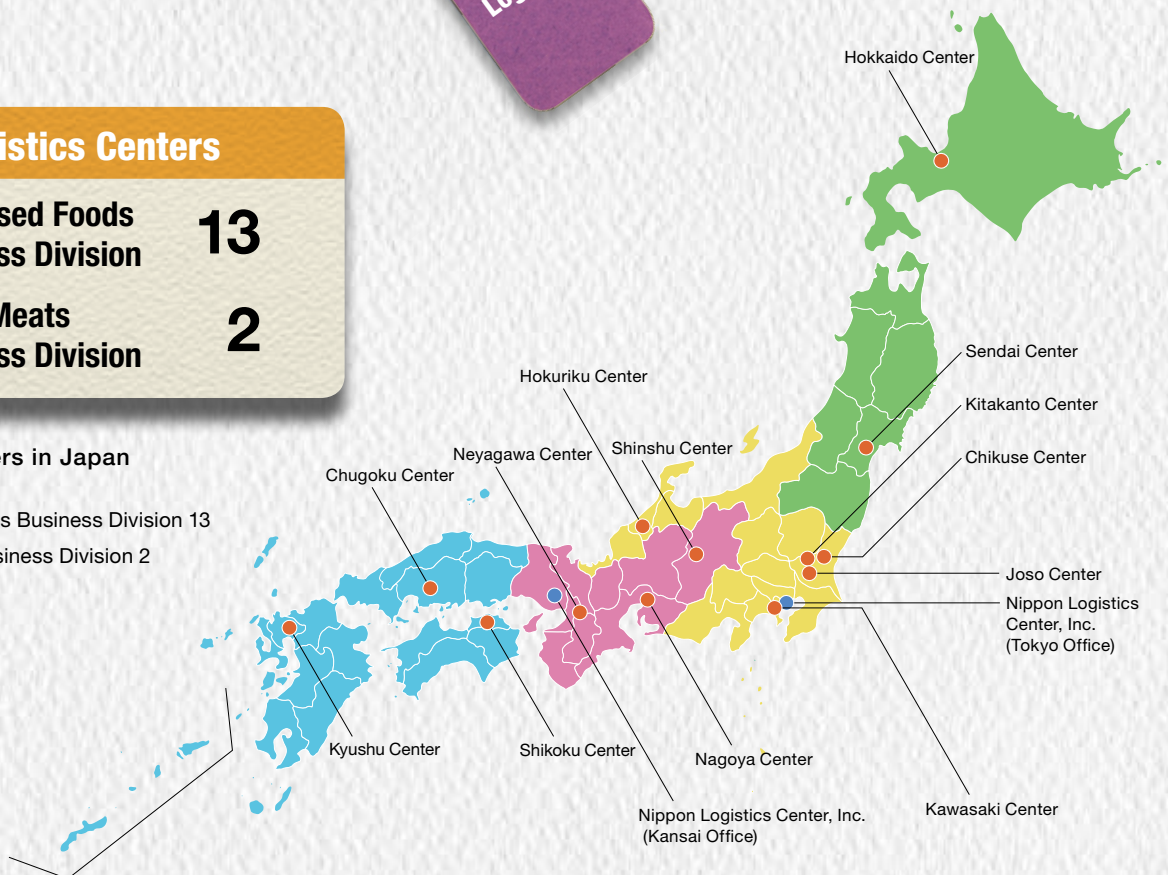 Hokkaido Center
istics Centers
sed Foods
ss Division
13
Meats
ss Division
2
ers in Japan
s Business Division 13
siness Division 2
Sendai Center
Hokuriku Center
Kitakanto Center
Shinshu Center
Neyagawa Center
Chikuse Center
Chugoku Center
Joso Center
Nippon Logistics
Center, Inc.
(Tokyo Office)
Kyushu Center
Shikoku Center
Nagoya Center
Kawasaki Center
Nippon Logistics Center, Inc.
(Kansai Office)